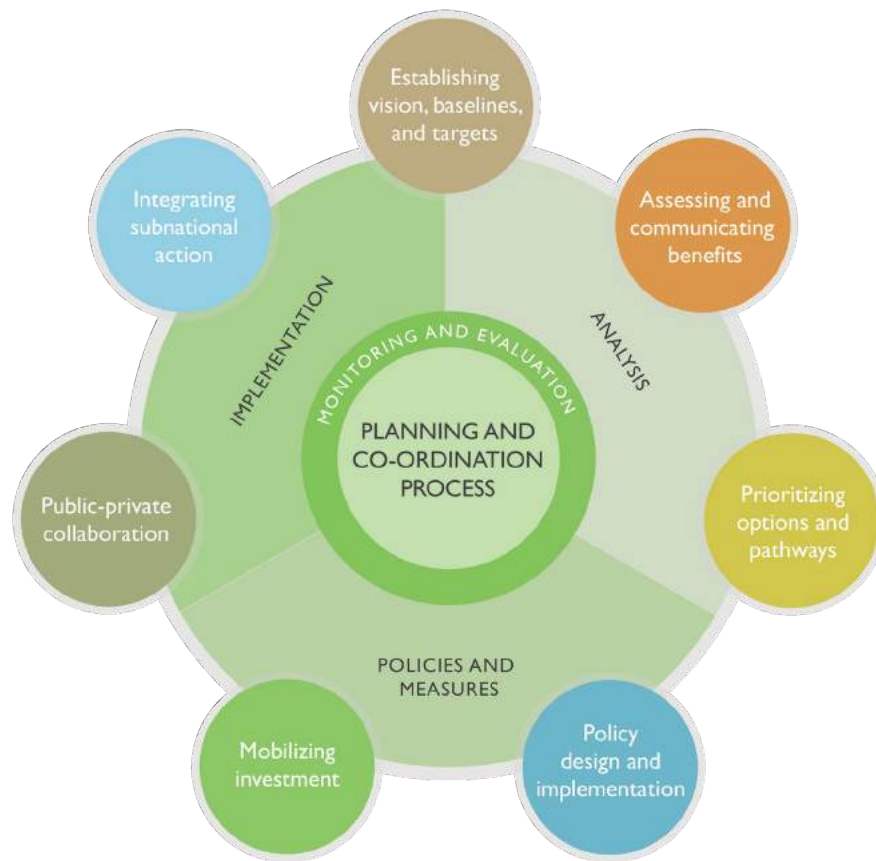 Establishing
vision, baselines,
and targets
Integrating
subnational
action
Assessing and
communicating
benefits
IMPLEMENTATION
ANALYSIS
MONITORING AND EVALUATION
PLANNING AND
CO-ORDINATION
PROCESS
Public-private
collaboration
Prioritizing
options and
pathways
POLICIES AND
MEASURES
Mobilizing
investment
Policy
design and
implementation